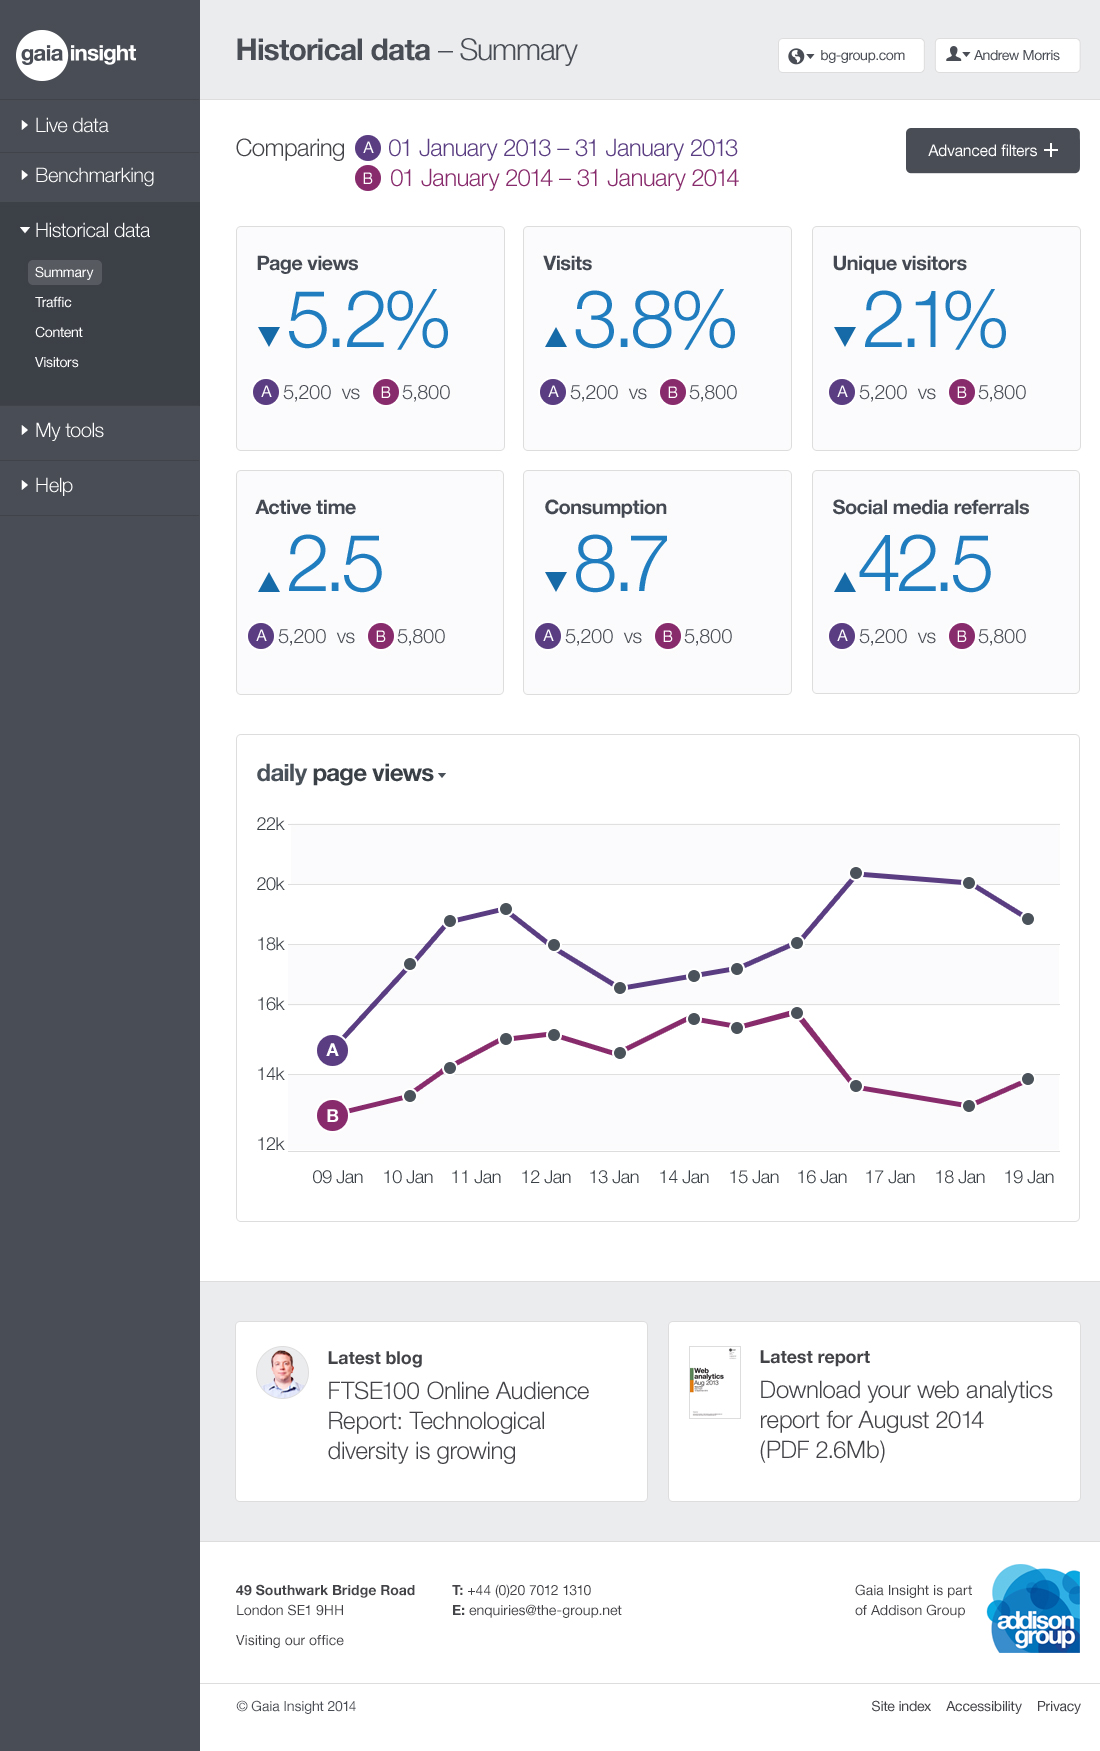 gaia insight
Historical data – Summary
bg-group.com
Andrew Morris
Live data
Benchmarking
Historical data
Summary
Traffic
Content
Visitors
My tools
Help
Comparing A 01 January 2013 – 31 January 2013
B 01 January 2014 – 31 January 2014
Advanced filters +
Page views
5.2%
A 5,200 vs B 5,800
Visits
3.8%
A 5,200 vs B 5,800
Unique visitors
2.1%
A 5,200 vs B 5,800
Active time
2.5
A 5,200 vs B 5,800
Consumption
8.7
A 5,200 vs B 5,800
Social media referrals
42.5
A 5,200 vs B 5,800
daily page views
22k
20k
18k
16k
14k
12k
A
B
09 Jan 10 Jan 11 Jan 12 Jan 13 Jan 14 Jan 15 Jan 16 Jan 17 Jan 18 Jan 19 Jan
Latest blog
FTSE100 Online Audience
Report: Technological
diversity is growing
Web
analytics
Aug 2013
Latest report
Download your web analytics
report for August 2014
(PDF 2.6Mb)
49 Southwark Bridge Road
London SE1 9HH
Visiting our office
T: +44 (0)20 7012 1310
E: enquiries@the-group.net
Gaia Insight is part
of Addison Group
addison
group
© Gaia Insight 2014
Site index Accessibility Privacy